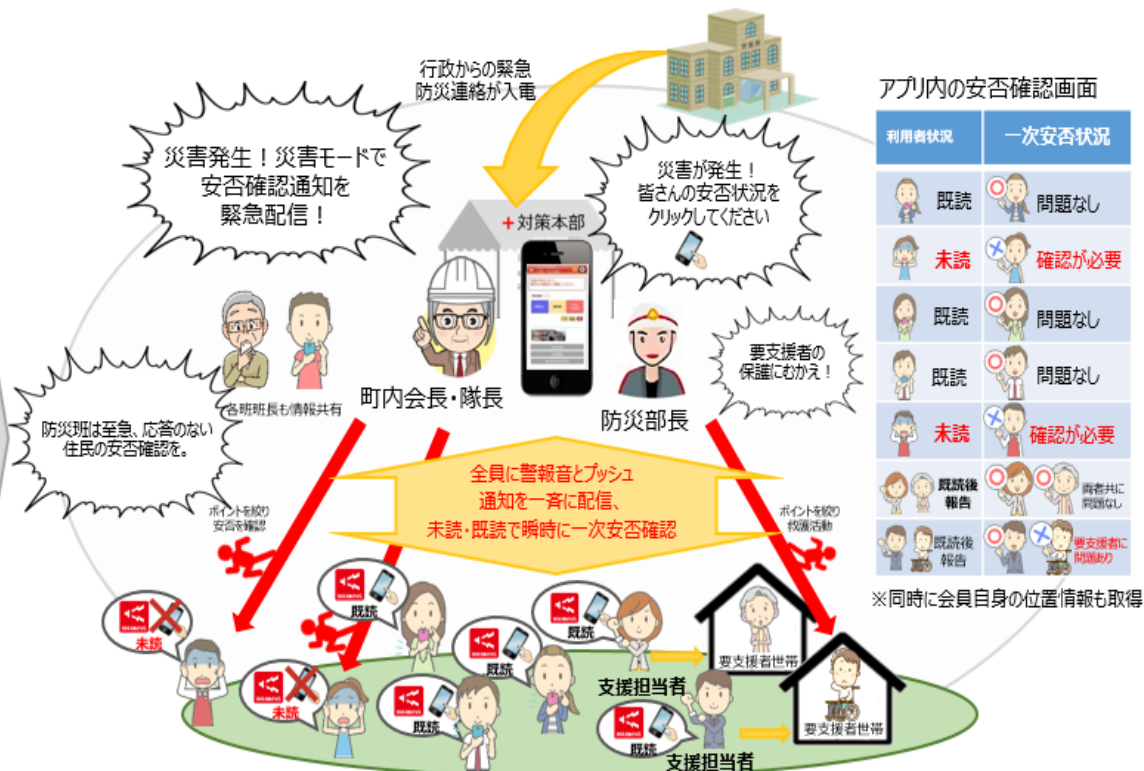 行政からの緊急
防災連絡が入電
災害発生！災害モードで
安否確認通知を
緊急配信！
災害が発生！
皆さんの安否状況を
クリックしてください
+対策本部
各班班長も情報共有
町内会長・隊長
防災部長
要支援者の
保護にむかえ！
防災班は至急、応答のない
住民の安否確認を。
全員に警報音とプッシュ
通知を一斉に配信、
未読・既読で瞬時に一次安否確認
ポイントを絞り
安否を確認
ポイントを絞り
救護活動
未読
未読
既読
既読
既読
既読
既読
支援担当者
支援担当者
要支援者世帯
要支援者世帯
アプリ内の安否確認画面
利用者状況 一次安否状況
既読 問題なし
未読 確認が必要
既読 問題なし
既読 問題なし
未読 確認が必要
既読後
報告
両者共に
問題なし
既読後
報告
要支援者に
問題あり
※同時に会員自身の位置情報も取得